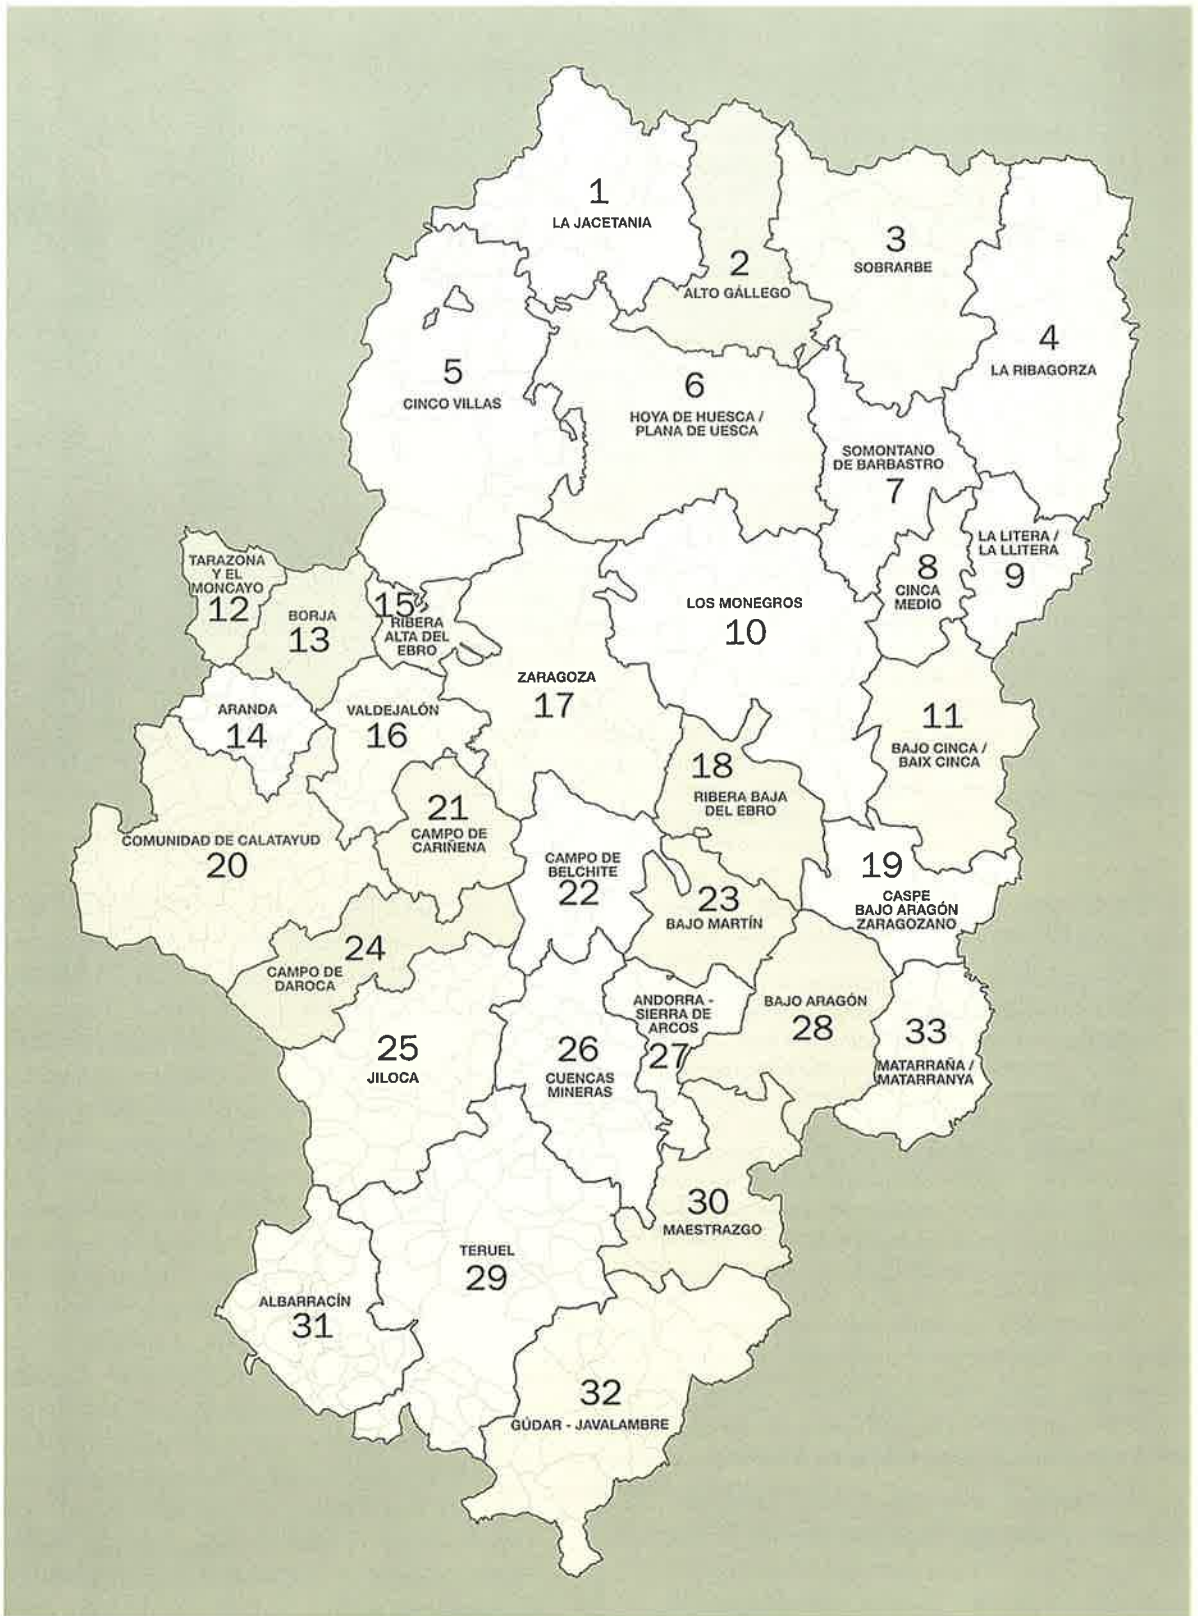 1
LA JACETANIA
2
ALTO GÁLLEGO
3
SOBRARBE
4
LA RIBAGORZA
5
CINCO VILLAS
6
HOYA DE HUESCA /
PLANA DE UESCA
SOMONTANO
DE BARBASTRO
7
8
CINCA
MEDIO
LA LITERA /
LA LLITERA
9
LOS MONEGROS
10
11
BAJO CINCA /
BAIX CINCA
TARAZONA
Y EL
MONCAYO
12
BORJA
13
ARANDA
14
15
RIBERA
ALTA DEL
EBRO
VALDEJALÓN
16
ZARAGOZA
17
18
RIBERA BAJA
DEL EBRO
19
CASPE
BAJO ARAGÓN
ZARAGOZANO
COMUNIDAD DE CALATAYUD
20
21
CAMPO DE
CARIÑENA
CAMPO DE
BELCHITE
22
23
BAJO MARTÍN
24
CAMPO DE
DAROCA
25
JILOCA
26
CUENCAS
MINERAS
ANDORRA -
SIERRA DE
ARCOS
27
BAJO ARAGÓN
28
33
MATARRAÑA /
MATARRANYA
TERUEL
29
30
MAESTRAZGO
ALBARRACÍN
31
32
GÚDAR - JAVALAMBRE